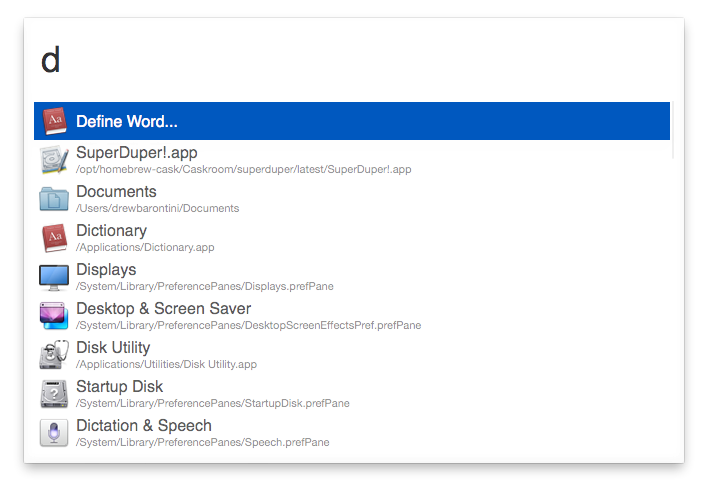 d
Define Word...
SuperDuper!.app
/opt/homebrew-cask/Caskroom/superduper/latest/SuperDuper!.app
Documents
/Users/drewbarontini/Documents
Dictionary
/Applications/Dictionary.app
Displays
/System/Library/PreferencePanes/Displays.prefPane
Desktop & Screen Saver
/System/Library/PreferencePanes/DesktopScreenEffectsPref.prefPane
Disk Utility
/Applications/Utilities/Disk Utility.app
Startup Disk
/System/Library/PreferencePanes/StartupDisk.prefPane
Dictation & Speech
/System/Library/PreferencePanes/Speech.prefPane